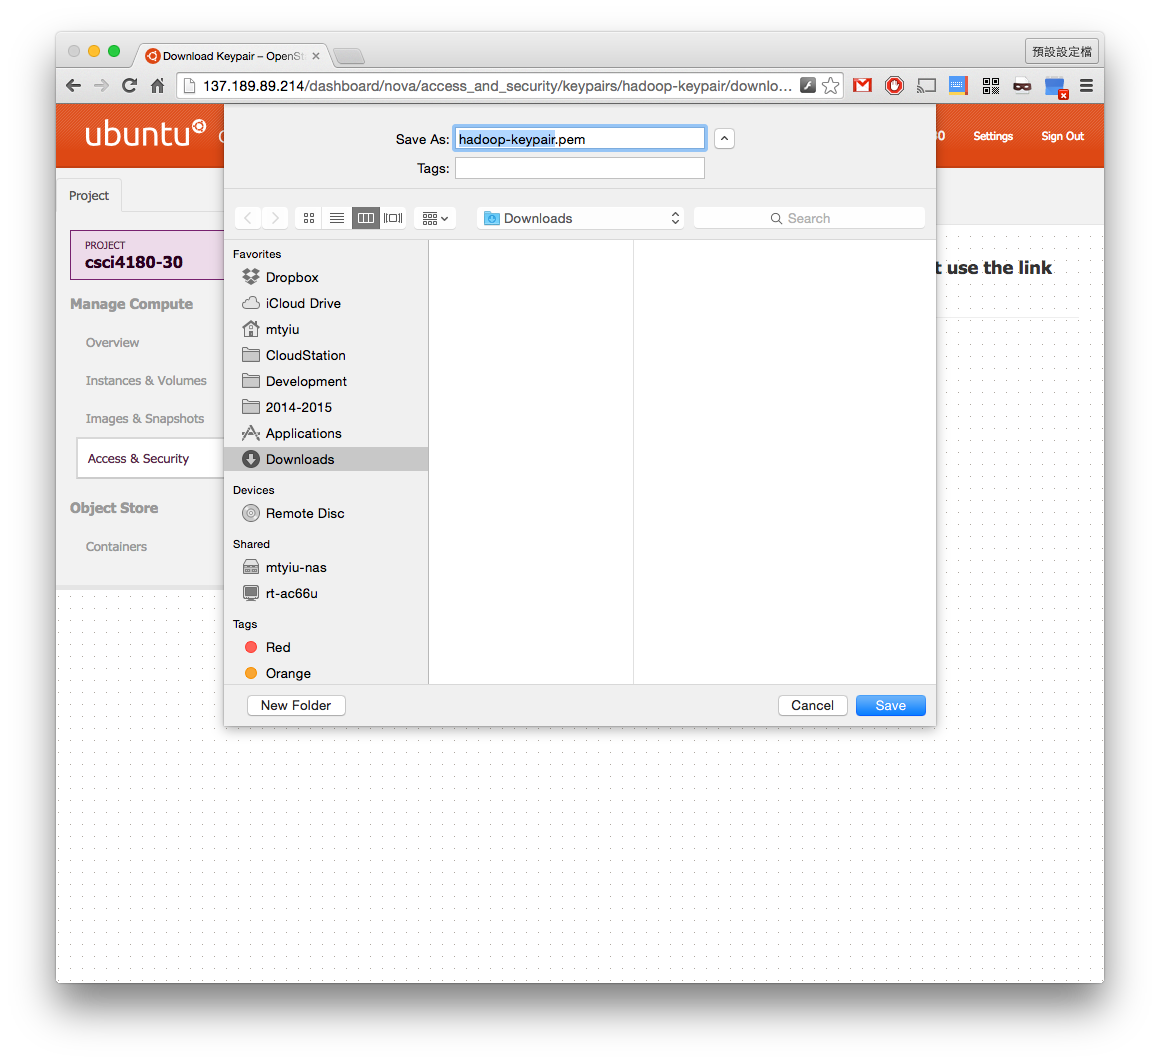 Download Keypair – OpenSt
預設設定檔
137.189.89.214/dashboard/nova/access_and_security/keypairs/hadoop-keypair/downlo...
ubuntu
Settings
Sign Out
Save As: hadoop-keypair.pem
Tags:
Project
Downloads
Search
PROJECT
csci4180-30
t use the link
Manage Compute
Overview
Instances & Volumes
Images & Snapshots
Access & Security
Object Store
Containers
Favorites
Dropbox
iCloud Drive
mtyiu
CloudStation
Development
2014-2015
Applications
Downloads
Devices
Remote Disc
Shared
mtyiu-nas
rt-ac66u
Tags
Red
Orange
New Folder
Cancel
Save